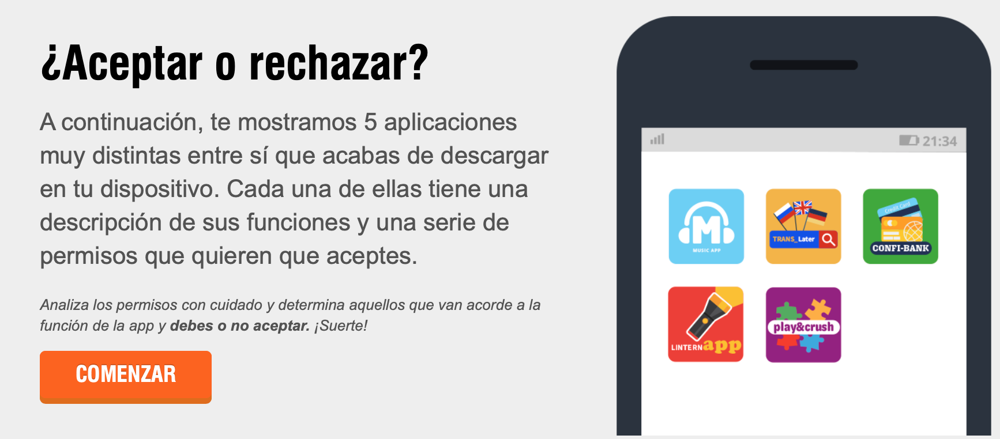 ¿Aceptar o rechazar?
A continuación, te mostramos 5 aplicaciones
muy distintas entre sí que acabas de descargar
en tu dispositivo. Cada una de ellas tiene una
descripción de sus funciones y una serie de
permisos que quieren que aceptes.
Analiza los permisos con cuidado y determina aquellos que van acorde a la
función de la app y debes o no aceptar. ¡Suerte!
COMENZAR
21:34
M
MUSIC APP
TRANS_Later
Credit Card
CONFI-BANK
LINTERNapp
play&crush